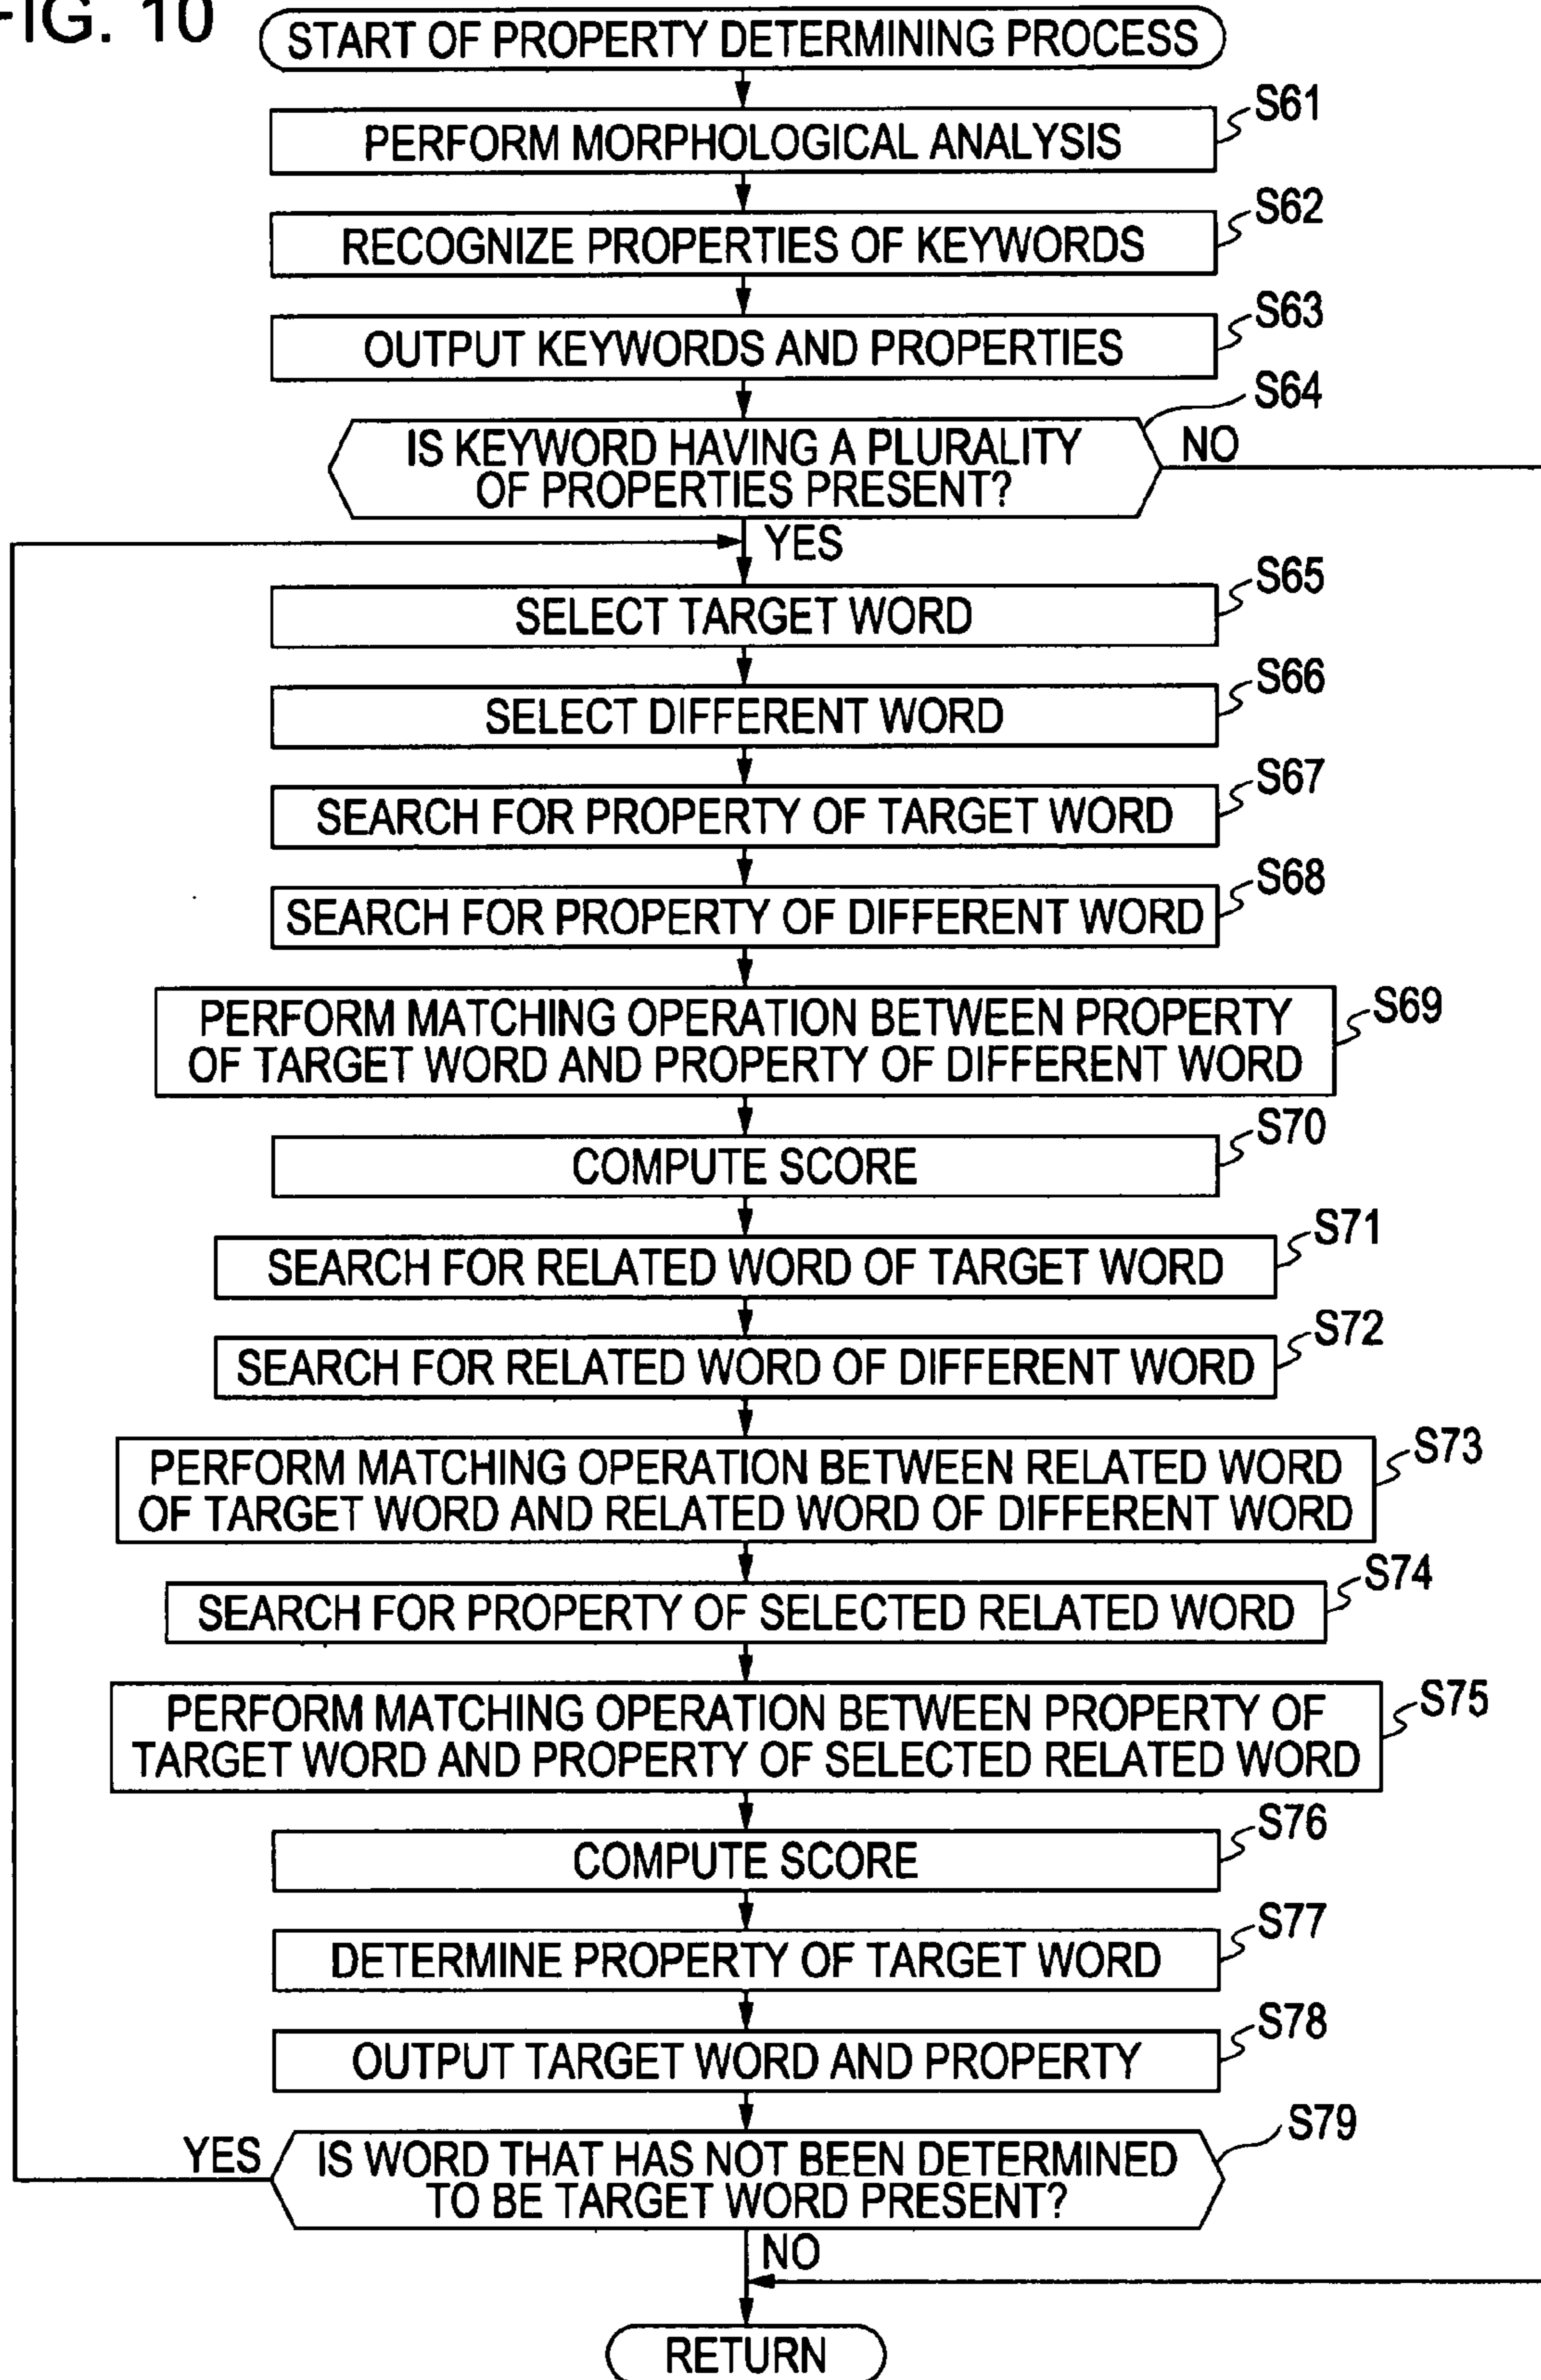 FIG. 10
START OF PROPERTY DETERMINING PROCESS
S61
PERFORM MORPHOLOGICAL ANALYSIS
S62
RECOGNIZE PROPERTIES OF KEYWORDS
S63
OUTPUT KEYWORDS AND PROPERTIES
S64
IS KEYWORD HAVING A PLURALITY
OF PROPERTIES PRESENT?
NO
YES
S65
SELECT TARGET WORD
S66
SELECT DIFFERENT WORD
S67
SEARCH FOR PROPERTY OF TARGET WORD
S68
SEARCH FOR PROPERTY OF DIFFERENT WORD
S69
PERFORM MATCHING OPERATION BETWEEN PROPERTY
OF TARGET WORD AND PROPERTY OF DIFFERENT WORD
S70
COMPUTE SCORE
S71
SEARCH FOR RELATED WORD OF TARGET WORD
S72
SEARCH FOR RELATED WORD OF DIFFERENT WORD
S73
PERFORM MATCHING OPERATION BETWEEN RELATED WORD
OF TARGET WORD AND RELATED WORD OF DIFFERENT WORD
S74
SEARCH FOR PROPERTY OF SELECTED RELATED WORD
S75
PERFORM MATCHING OPERATION BETWEEN PROPERTY OF
TARGET WORD AND PROPERTY OF SELECTED RELATED WORD
S76
COMPUTE SCORE
S77
DETERMINE PROPERTY OF TARGET WORD
S78
OUTPUT TARGET WORD AND PROPERTY
S79
YES
IS WORD THAT HAS NOT BEEN DETERMINED
TO BE TARGET WORD PRESENT?
NO
RETURN